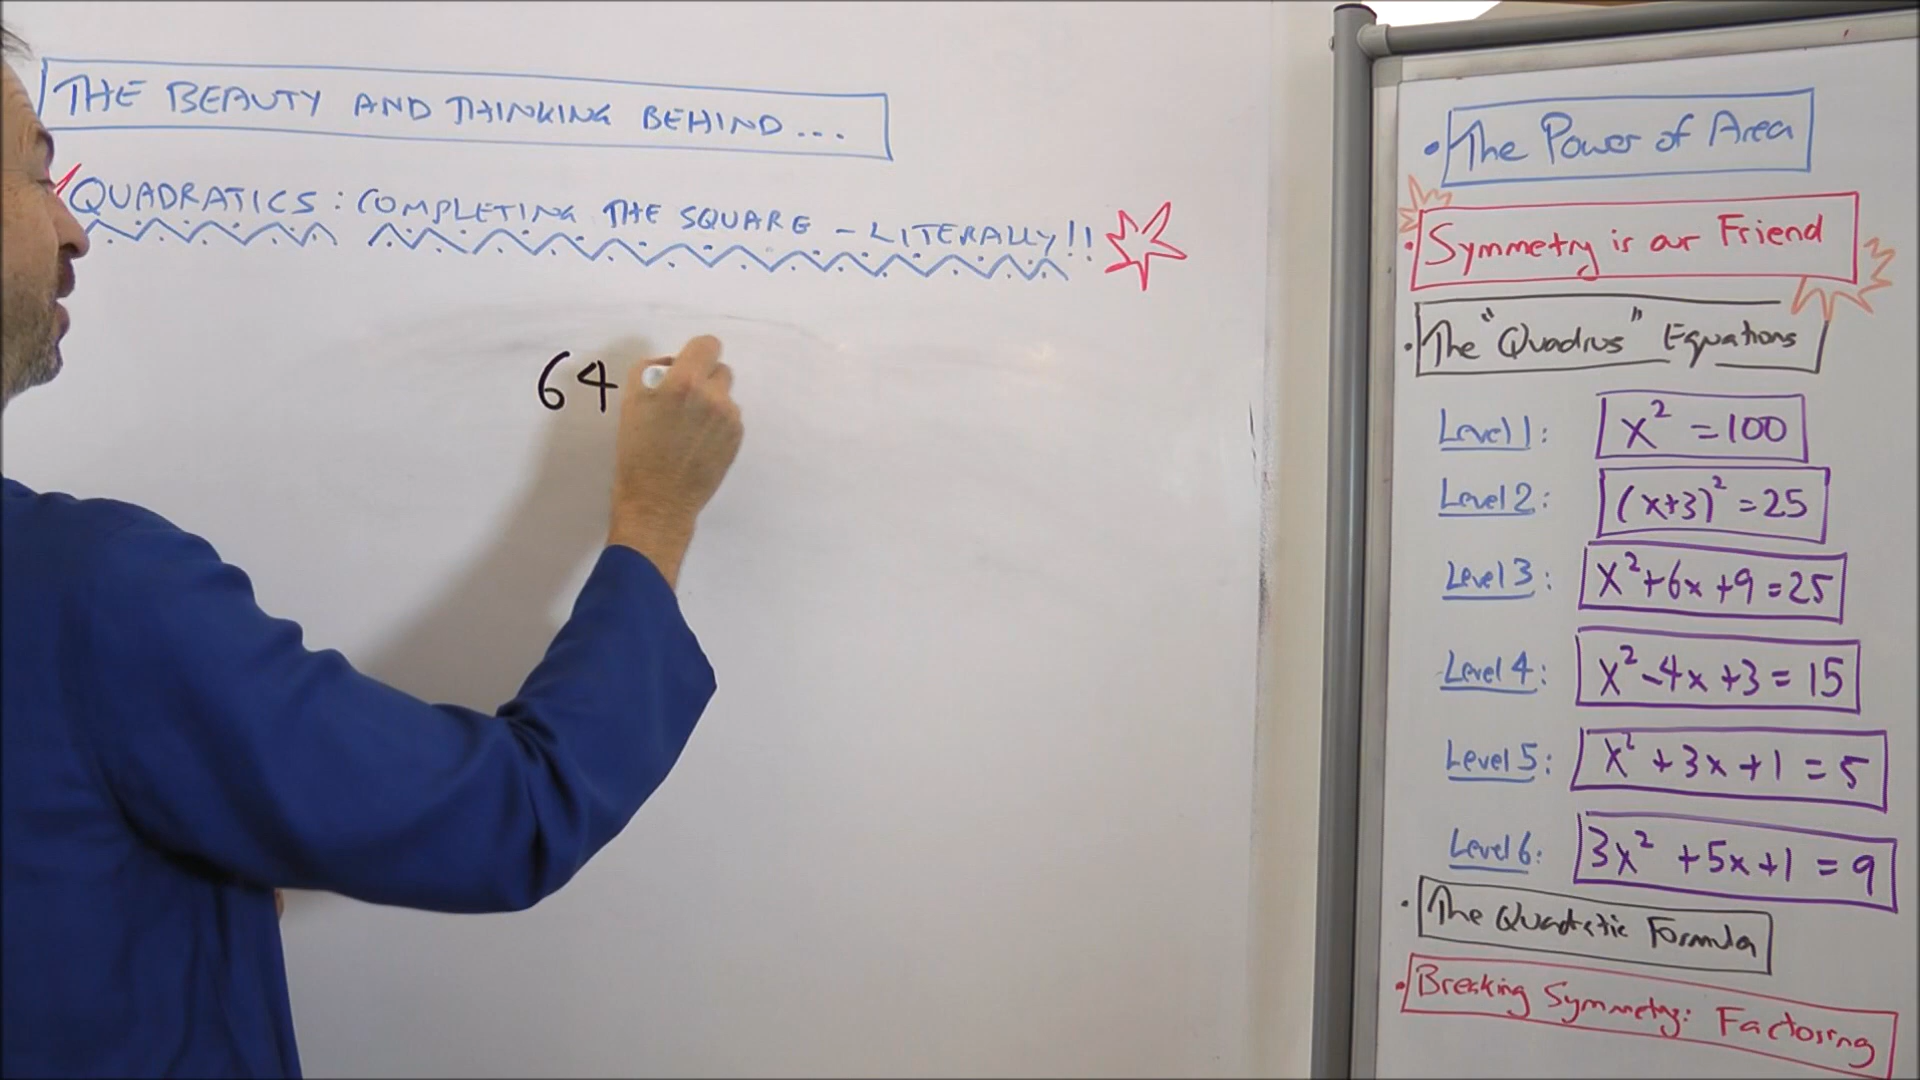 THE BEAUTY AND THINKING BEHIND...
QUADRATICS: COMPLETING THE SQUARE - LITERALLY!!
64
• The Power of Area
• Symmetry is our Friend
• The "Quadrus" Equations
Level 1: x² = 100
Level 2: (x+3)² = 25
Level 3: x²+6x+9=25
Level 4: x²-4x+3=15
Level 5: x²+3x+1=5
Level 6: 3x²+5x+1=9
• The Quadratic Formula
• Breaking Symmetry: Factoring